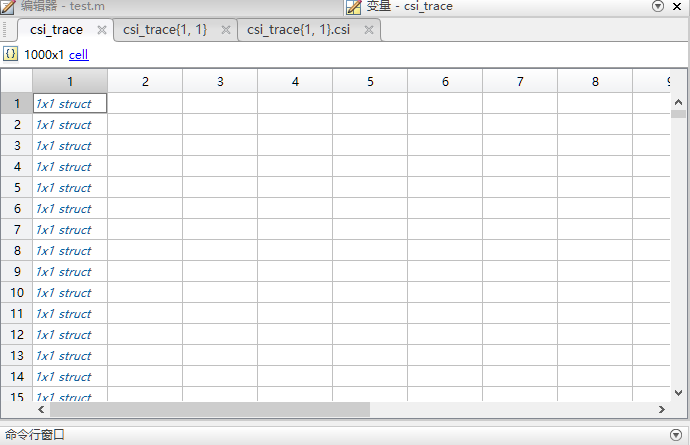 编辑器 - test.m 变量 - csi_trace
csi_trace csi_trace{1, 1} csi_trace{1, 1}.csi
{} 1000x1 cell
1 2 3 4 5 6 7 8 9
1 1x1 struct
2 1x1 struct
3 1x1 struct
4 1x1 struct
5 1x1 struct
6 1x1 struct
7 1x1 struct
8 1x1 struct
9 1x1 struct
10 1x1 struct
11 1x1 struct
12 1x1 struct
13 1x1 struct
14 1x1 struct
15 1x1 struct
命令行窗口